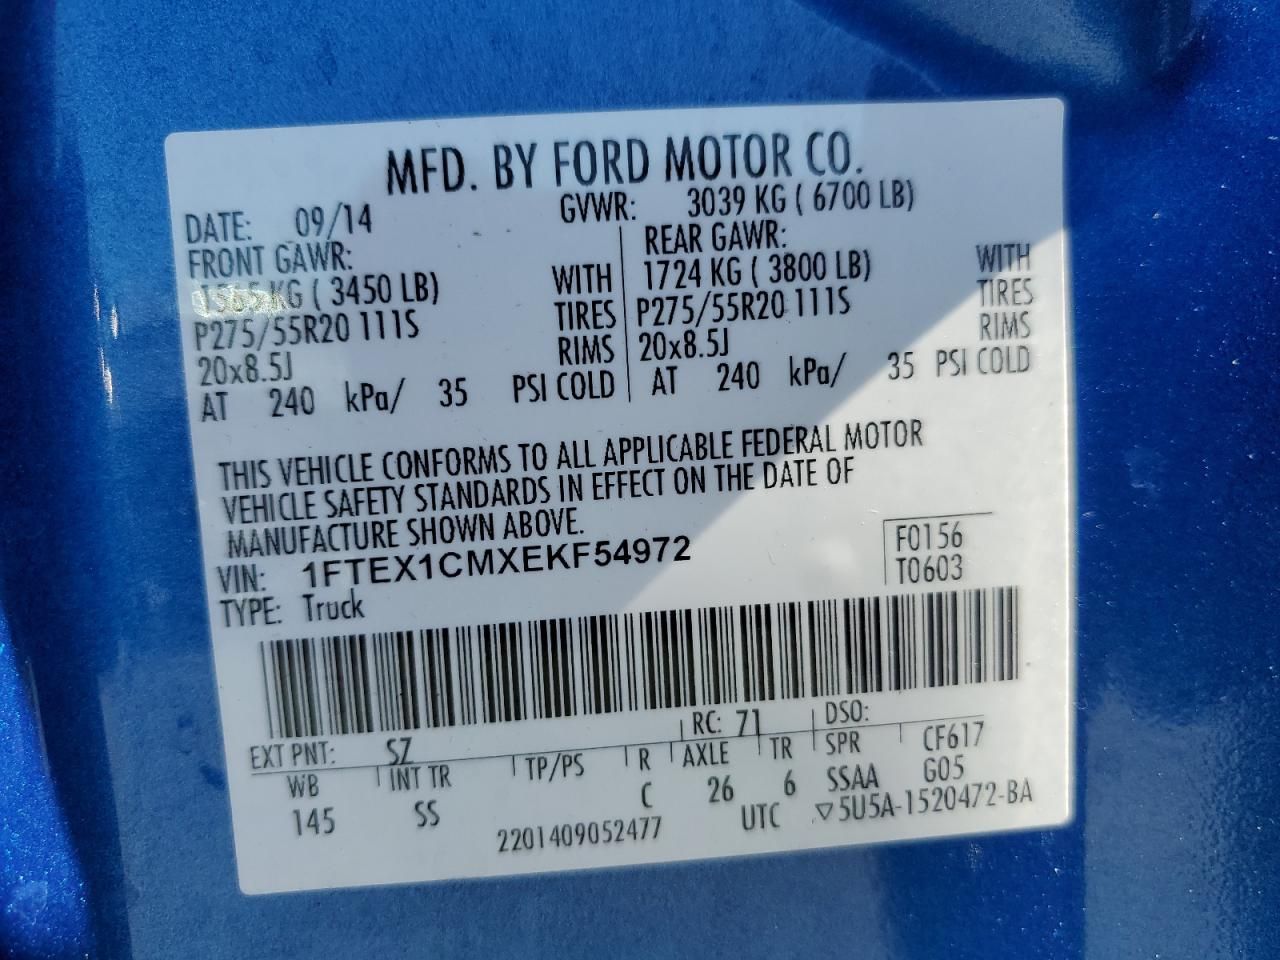 MFD. BY FORD MOTOR CO.
DATE: 09/14 GVWR: 3039 KG ( 6700 LB)
FRONT GAWR: REAR GAWR:
1565 KG ( 3450 LB) WITH 1724 KG ( 3800 LB) WITH
P275/55R20 111S TIRES P275/55R20 111S TIRES
20x8.5J RIMS 20x8.5J RIMS
AT 240 kPa/ 35 PSI COLD AT 240 kPa/ 35 PSI COLD
THIS VEHICLE CONFORMS TO ALL APPLICABLE FEDERAL MOTOR
VEHICLE SAFETY STANDARDS IN EFFECT ON THE DATE OF
MANUFACTURE SHOWN ABOVE.
VIN: 1FTEX1CMXEKF54972 F0156
TYPE: Truck T0603
EXT PNT: SZ RC: 71 DSO:
WB INT TR TP/PS R AXLE TR SPR CF617
145 SS C 26 6 SSAA G05
2201409052477 UTC ▽5U5A-1520472-BA